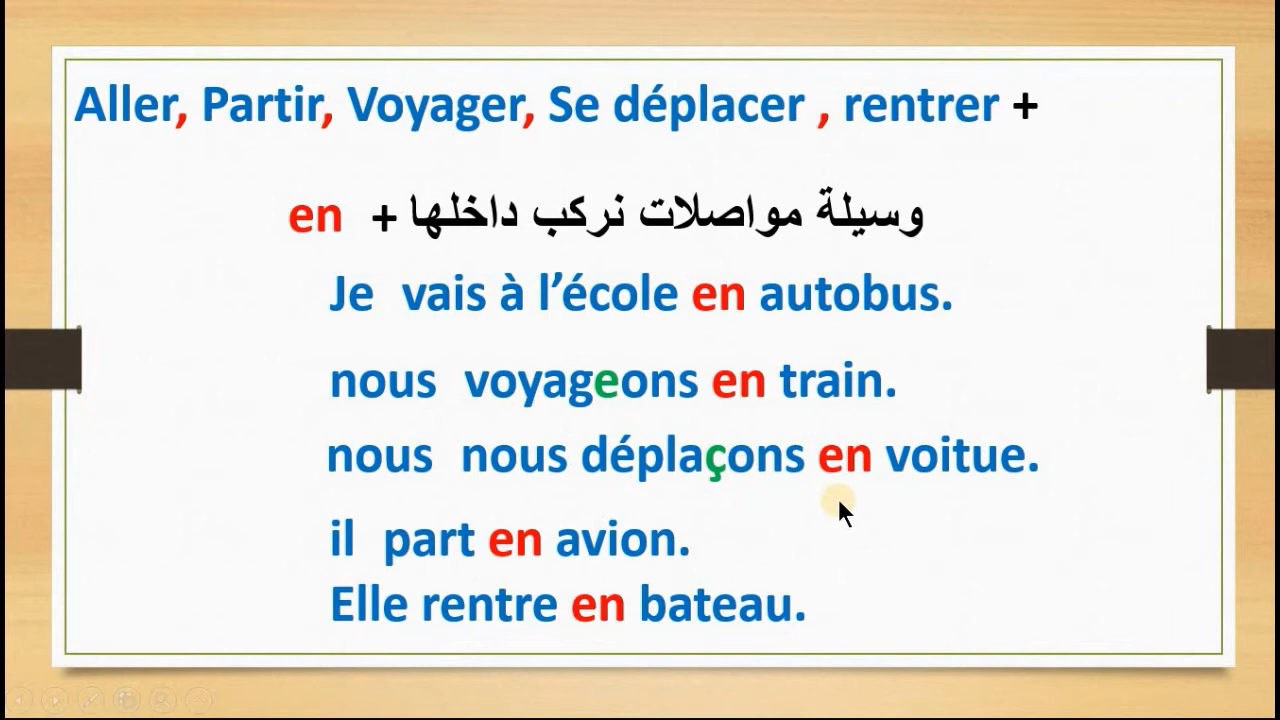 Aller, Partir, Voyager, Se déplacer , rentrer +
en + وسيلة مواصلات نركب داخلها
Je vais à l’école en autobus.
nous voyageons en train.
nous nous déplaçons en voitue.
il part en avion.
Elle rentre en bateau.